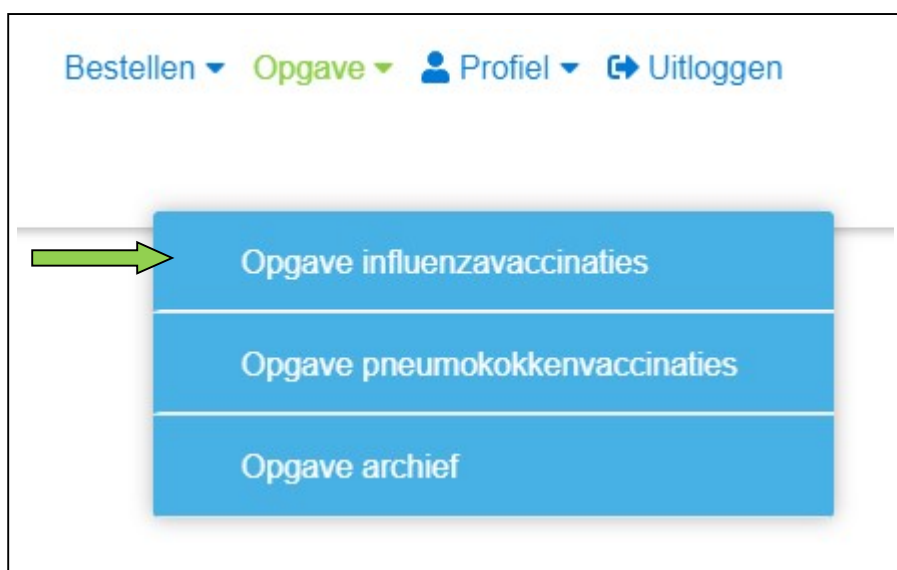 Bestellen Opgave Profiel Uitloggen
Opgave influenzavaccinaties
Opgave pneumokokkenvaccinaties
Opgave archief